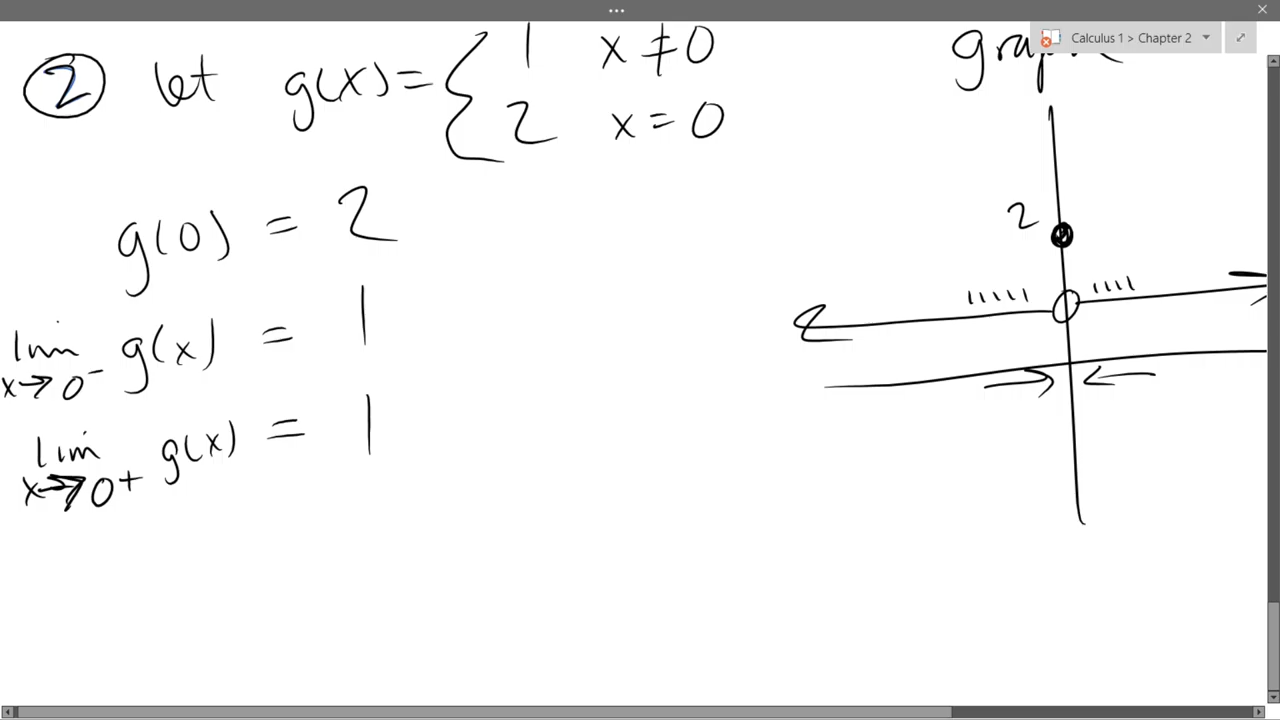 Calculus 1 > Chapter 2
② let g(x) = { 1 x ≠ 0
2 x = 0
graph
g(0) = 2
lim x→0⁻ g(x) = 1
lim x→0⁺ g(x) = 1
2